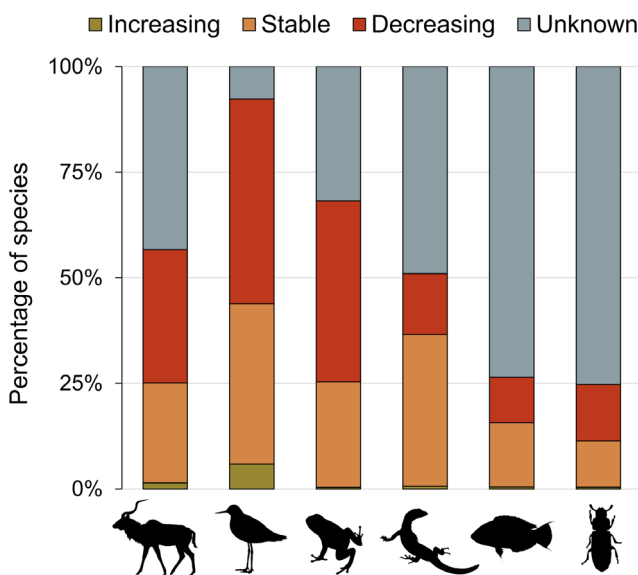 Increasing Stable Decreasing Unknown
100%
75%
50%
25%
0%
Percentage of species